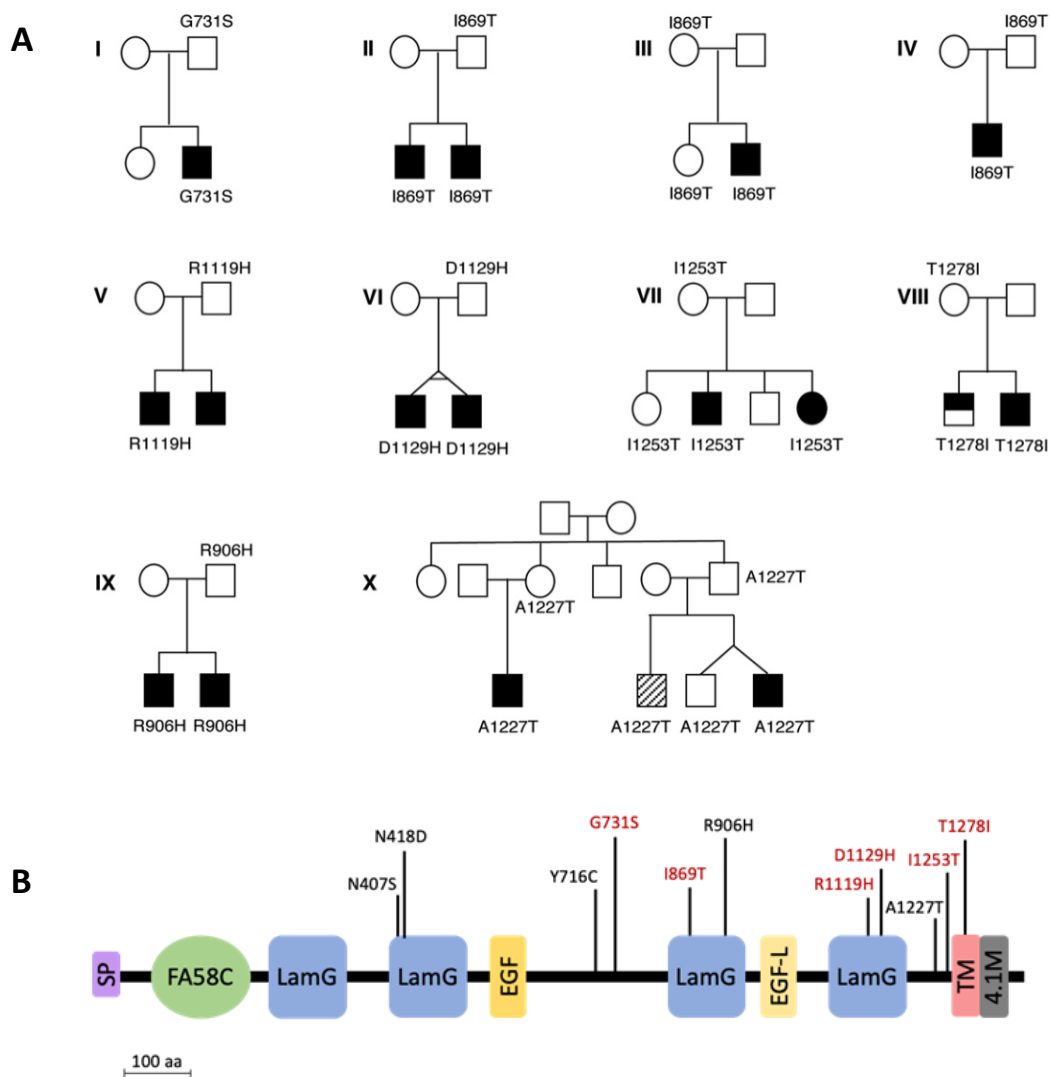 A
I
G731S
G731S
II
I869T
I869T I869T
III
I869T
I869T I869T
IV
I869T
I869T
V
R1119H
R1119H
VI
D1129H
D1129H D1129H
VII
I1253T
I1253T I1253T I1253T
VIII
T1278I
T1278I T1278I
IX
R906H
R906H R906H
X
A1227T
A1227T
A1227T
A1227T A1227T A1227T
B
N407S
N418D
Y716C
G731S
I869T
R906H
R1119H
D1129H
A1227T
I1253T
T1278I
SP
FA58C
LamG
LamG
EGF
LamG
EGF-L
LamG
TM
4.1M
100 aa